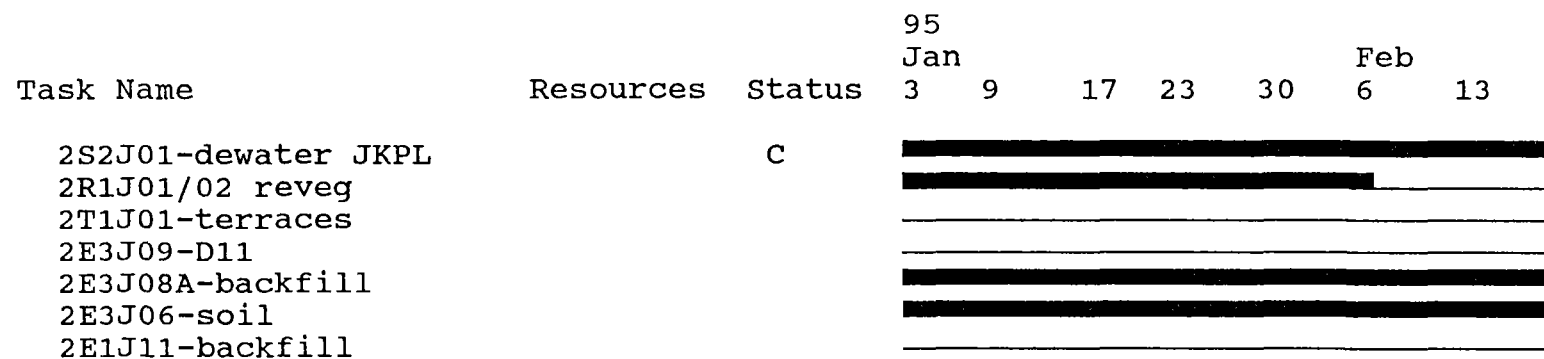 95
Jan Feb
Task Name Resources Status 3 9 17 23 30 6 13
2S2J01-dewater JKPL C
2R1J01/02 reveg
2T1J01-terraces
2E3J09-D11
2E3J08A-backfill
2E3J06-soil
2E1J11-backfill